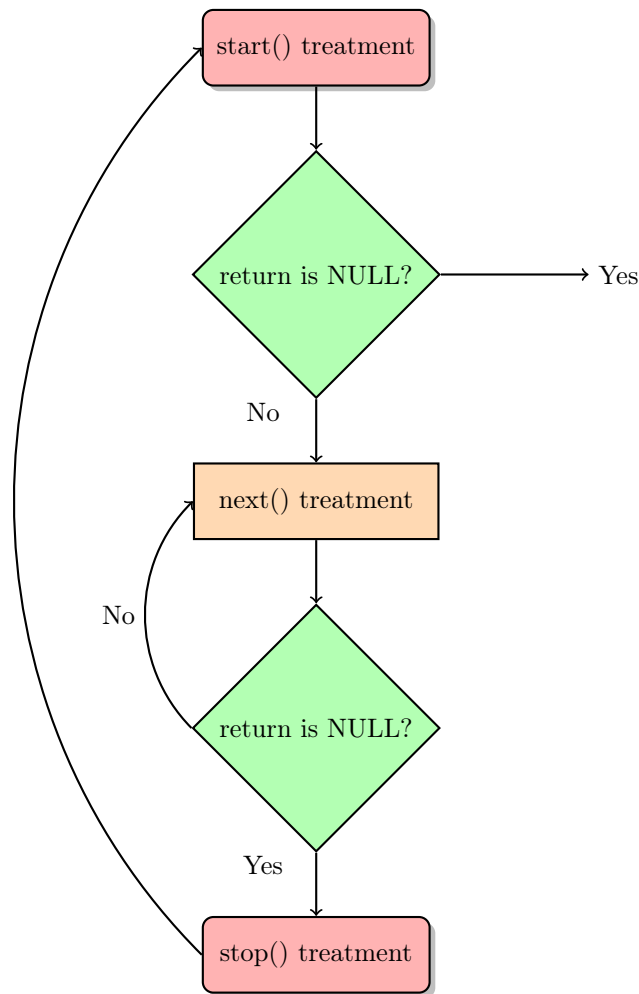 start() treatment
return is NULL?
Yes
No
next() treatment
No
return is NULL?
Yes
stop() treatment